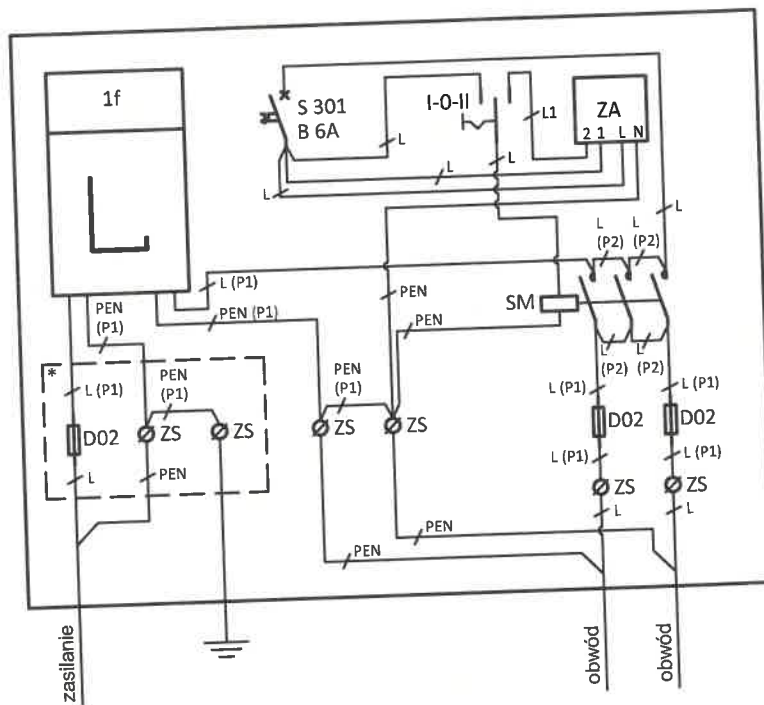 1f
S 301
B 6A
I-0-II
L1
ZA
2 1 L N
L
L
L
L
L
L
(P2)
L
(P2)
L (P1)
PEN
(P1)
PEN (P1)
PEN
SM
PEN
*
L (P1)
PEN
(P1)
PEN
(P1)
L
(P2)
L
(P2)
L (P1)
L (P1)
D02
ZS
ZS
ZS
ZS
D02
D02
L
PEN
L (P1)
L (P1)
ZS
ZS
L
L
PEN
PEN
zasilanie
obwód
obwód